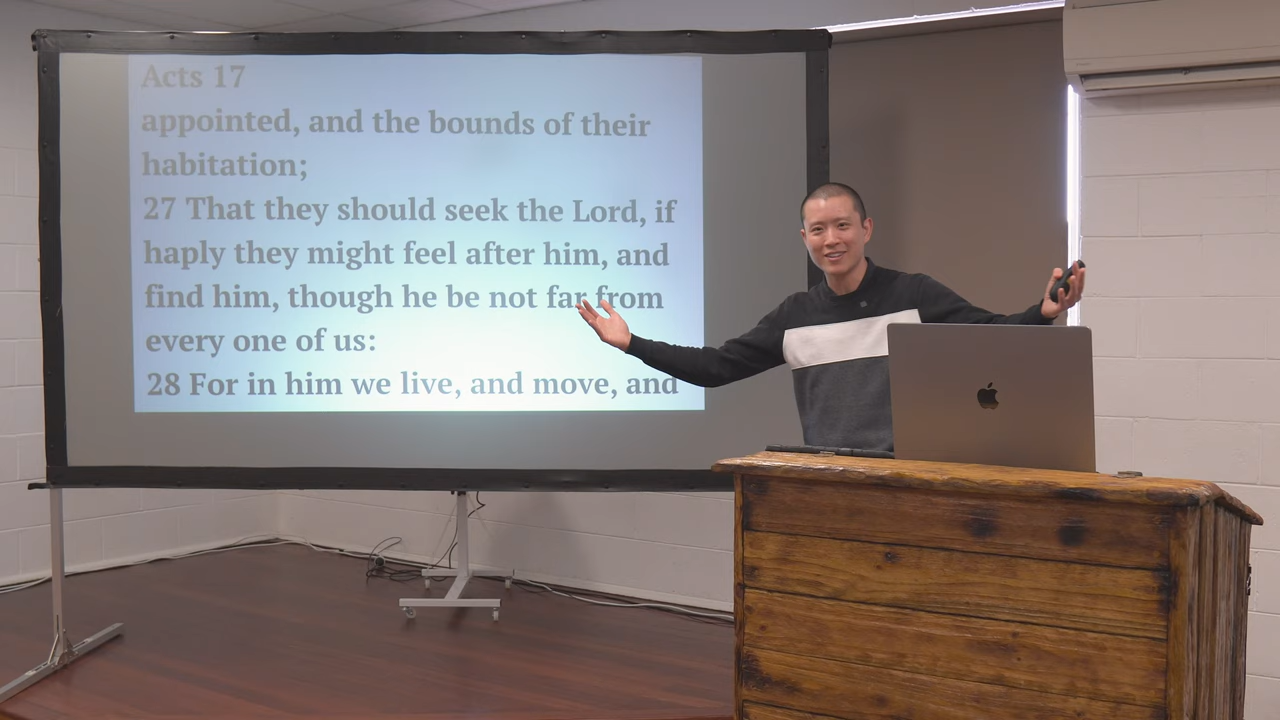 Acts 17
appointed, and the bounds of their
habitation;
27 That they should seek the Lord, if
haply they might feel after him, and
find him, though he be not far from
every one of us:
28 For in him we live, and move, and